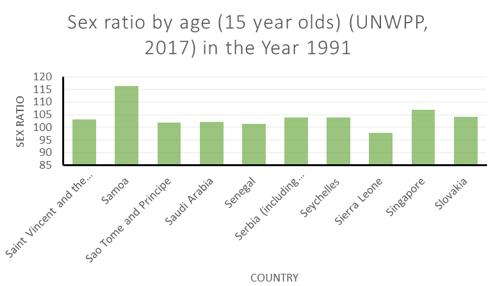 Sex ratio by age (15 year olds) (UNWPP,
2017) in the Year 1991
120
115
110
105
100
95
90
85
SEX RATIO
Saint Vincent and the...
Samoa
Sao Tome and Principe
Saudi Arabia
Senegal
Serbia (including...
Seychelles
Sierra Leone
Singapore
Slovakia
COUNTRY